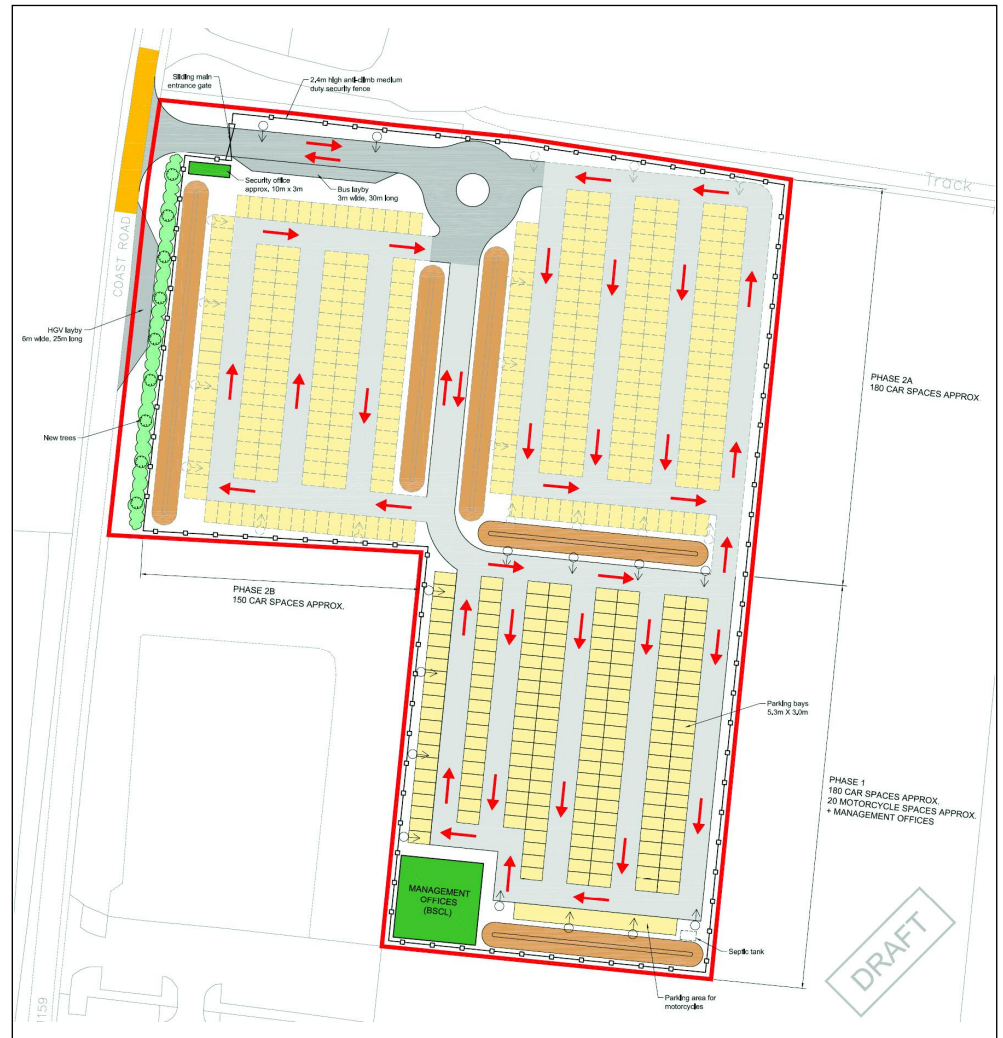 Sliding main
entrance gate
2.4m high anti-climb medium
duty security fence
Track
Security office
approx, 10m x 3m
Bus layby
3m wide, 30m long
COAST ROAD
HGV layby
6m wide, 25m long
PHASE 2A
180 CAR SPACES APPROX
New trees
PHASE 2B
150 CAR SPACES APPROX.
Parking bays
5.3m X 3.0m
PHASE 1
180 CAR SPACES APPROX.
20 MOTORCYCLE SPACES APPROX.
+ MANAGEMENT OFFICES
MANAGEMENT
OFFICES
(BSCL)
DRAFT
Septic tank
Parking area for
motorcycles
1159